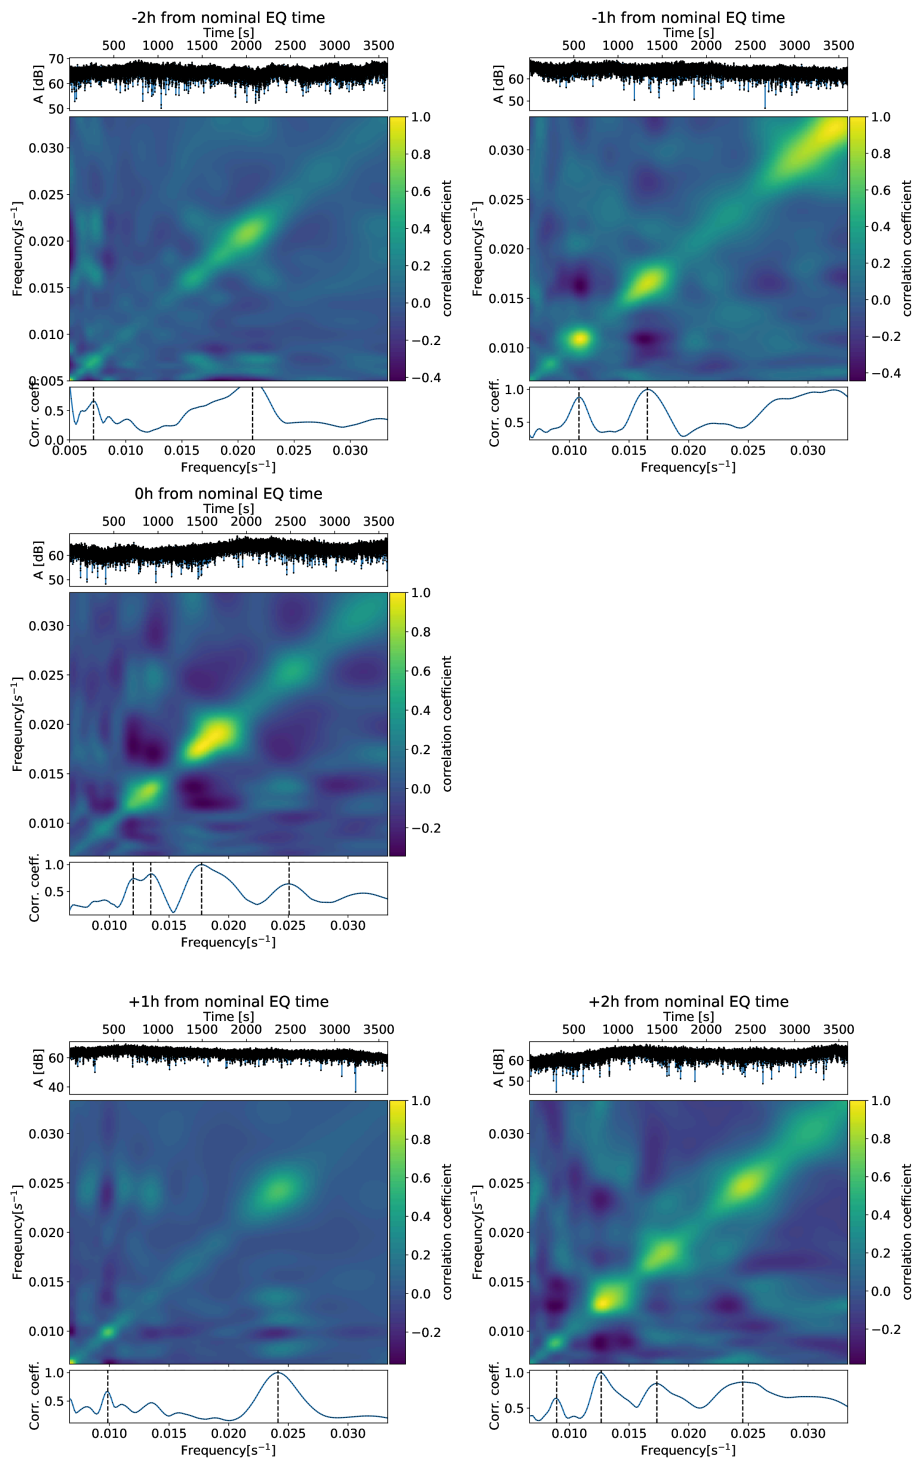 -2h from nominal EQ time
Time [s]
500 1000 1500 2000 2500 3000 3500
A [dB]
70
60
50
Freqeuncy[s⁻¹]
0.030
0.025
0.020
0.015
0.010
0.005
correlation coefficient
1.0
0.8
0.6
0.4
0.2
0.0
−0.2
−0.4
Corr. coeff.
0.5
0.0
0.005 0.010 0.015 0.020 0.025 0.030
Frequency[s⁻¹]
-1h from nominal EQ time
Time [s]
500 1000 1500 2000 2500 3000 3500
A [dB]
60
50
Freqeuncy[s⁻¹]
0.030
0.025
0.020
0.015
0.010
correlation coefficient
1.0
0.8
0.6
0.4
0.2
0.0
−0.2
−0.4
Corr. coeff.
1.0
0.5
0.010 0.015 0.020 0.025 0.030
Frequency[s⁻¹]
0h from nominal EQ time
Time [s]
500 1000 1500 2000 2500 3000 3500
A [dB]
60
50
Freqeuncy[s⁻¹]
0.030
0.025
0.020
0.015
0.010
correlation coefficient
1.0
0.8
0.6
0.4
0.2
0.0
−0.2
Corr. coeff.
1.0
0.5
0.010 0.015 0.020 0.025 0.030
Frequency[s⁻¹]
+1h from nominal EQ time
Time [s]
500 1000 1500 2000 2500 3000 3500
A [dB]
60
40
Freqeuncy[s⁻¹]
0.030
0.025
0.020
0.015
0.010
correlation coefficient
1.0
0.8
0.6
0.4
0.2
0.0
−0.2
Corr. coeff.
1.0
0.5
0.010 0.015 0.020 0.025 0.030
Frequency[s⁻¹]
+2h from nominal EQ time
Time [s]
500 1000 1500 2000 2500 3000 3500
A [dB]
60
50
Freqeuncy[s⁻¹]
0.030
0.025
0.020
0.015
0.010
correlation coefficient
1.0
0.8
0.6
0.4
0.2
0.0
−0.2
Corr. coeff.
1.0
0.5
0.010 0.015 0.020 0.025 0.030
Frequency[s⁻¹]